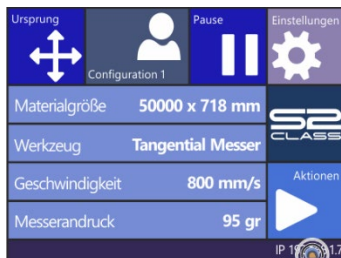 Ursprung
Configuration 1
Pause
Einstellungen
Materialgröße 50000 x 718 mm
Werkzeug Tangential Messer
S2
CLASS
Geschwindigkeit 800 mm/s
Aktionen
Messerandruck 95 gr
IP